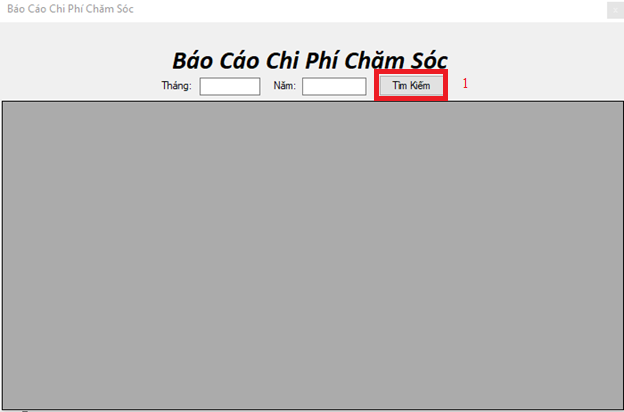 Báo Cáo Chi Phí Chăm Sóc
Báo Cáo Chi Phí Chăm Sóc
Tháng: Năm: Tìm Kiếm 1